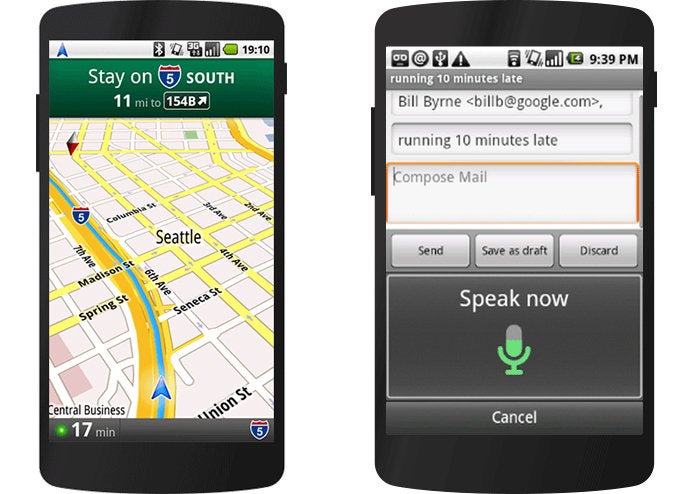 19:10
Stay on 5 SOUTH
11 mi to 154B
5
Columbia St
3rd Ave
2nd Ave
Seattle
7th Ave
6th Ave
4th Ave
Madison St
Spring St
Seneca St
Union St
Central Business
17 min
5
9:39 PM
running 10 minutes late
Bill Byrne <billb@google.com>,
running 10 minutes late
Compose Mail
Send Save as draft Discard
Speak now
Cancel